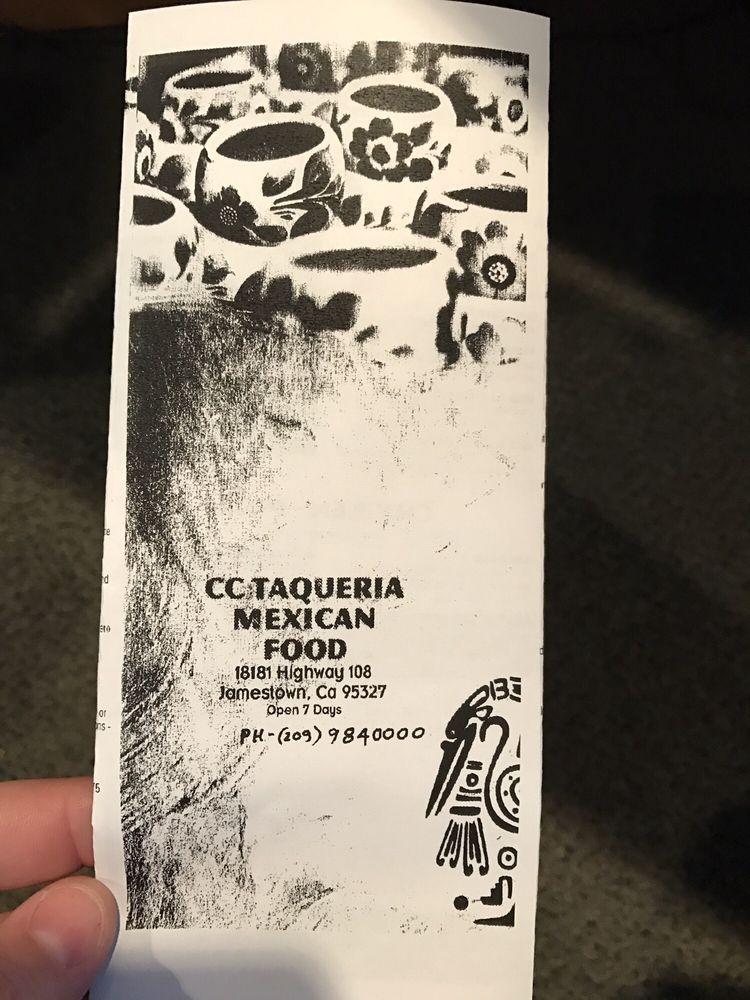 CC TAQUERIA
MEXICAN
FOOD
18181 Highway 108
Jamestown, Ca 95327
Open 7 Days
PH-(209) 9840000